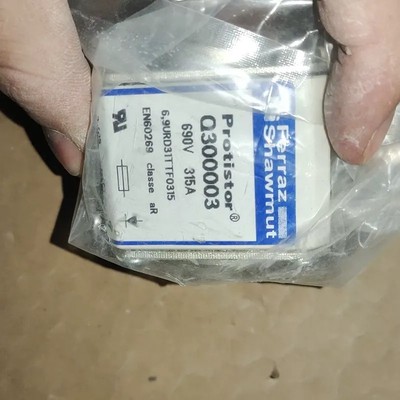 Ferraz
Shawmut
Protistor®
Q300003
690V 315A
6,9URD31TTF0315
EN60269 classe aR